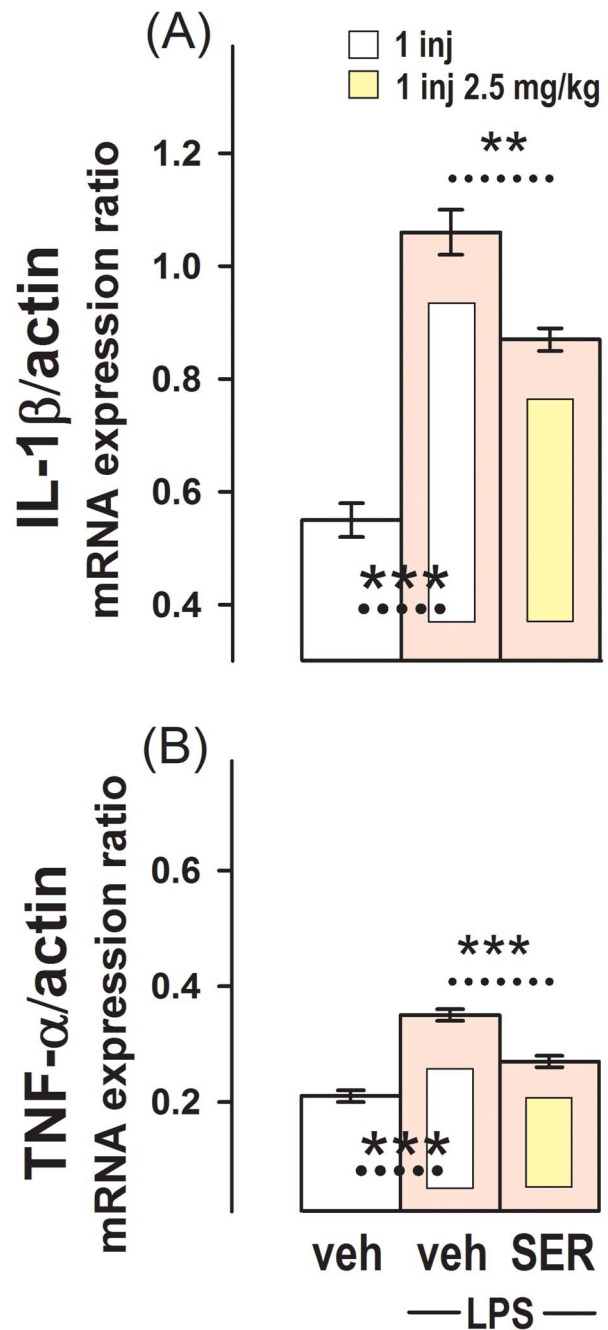 (A)
1 inj
1 inj 2.5 mg/kg
IL-1β/actin
mRNA expression ratio
1.2
1.0
0.8
0.6
0.4
**
***
(B)
TNF-α/actin
mRNA expression ratio
0.6
0.4
0.2
***
***
veh veh SER
LPS